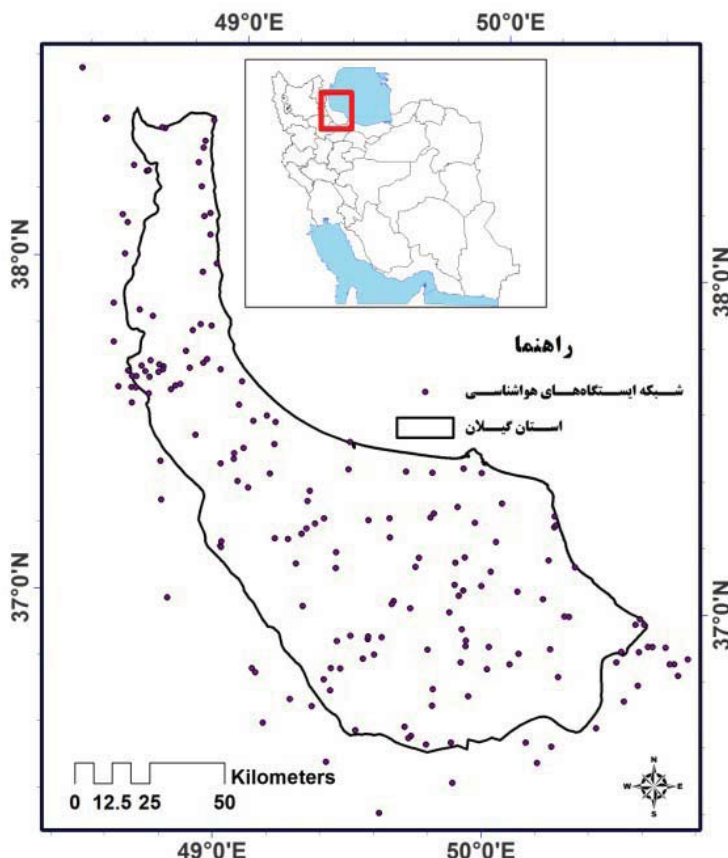 49°0'E 50°0'E
38°0'N 38°0'N
راهنما
شبکه ایستگاه‌های هواشناسی
استان گیلان
37°0'N 37°0'N
Kilometers
0 12.5 25 50
N
W E
S
49°0'E 50°0'E